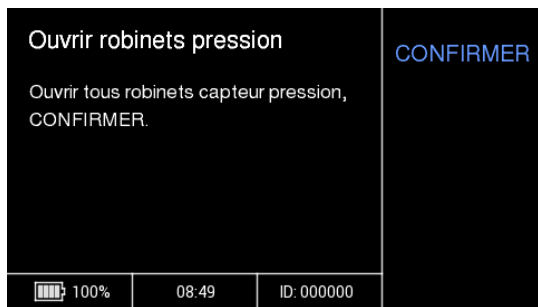 Ouvrir robinets pression
CONFIRMER
Ouvrir tous robinets capteur pression,
CONFIRMER.
100%
08:49
ID: 000000